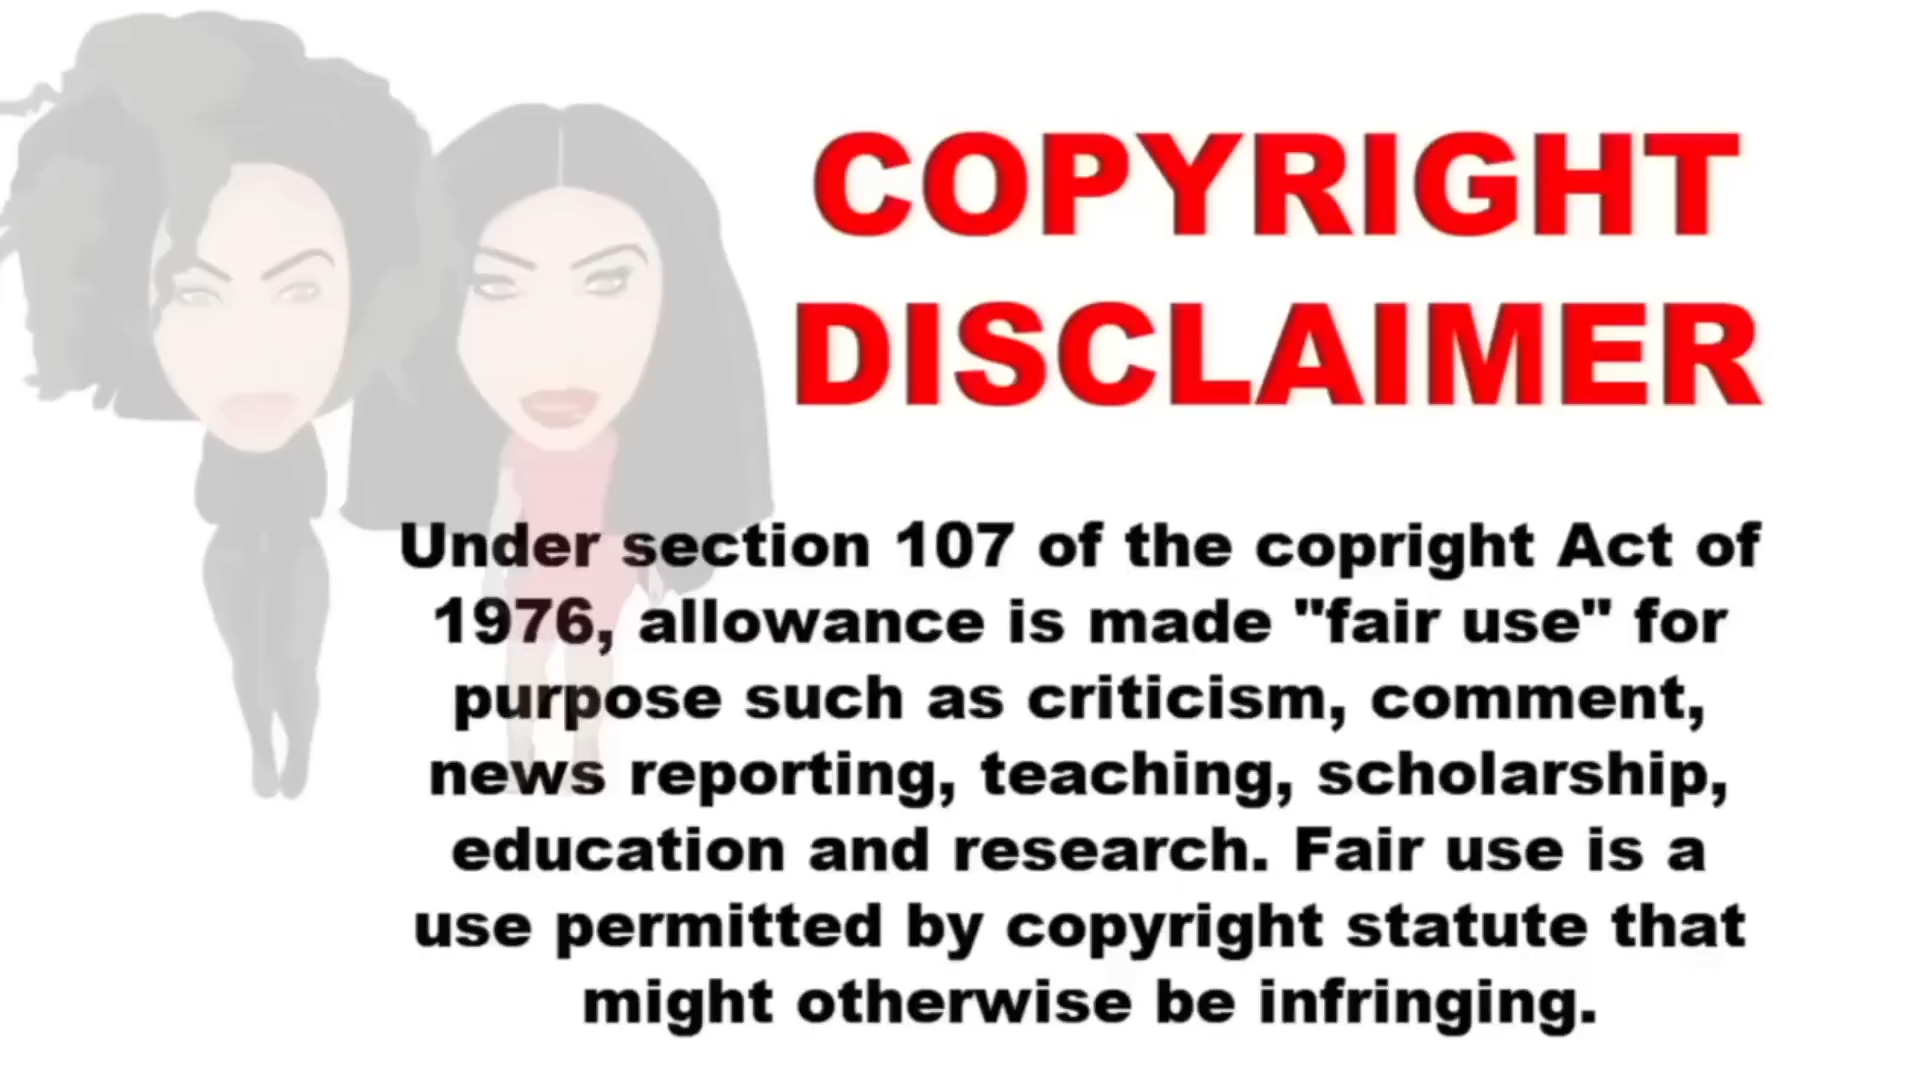 COPYRIGHT
DISCLAIMER
Under section 107 of the copright Act of
1976, allowance is made "fair use" for
purpose such as criticism, comment,
news reporting, teaching, scholarship,
education and research. Fair use is a
use permitted by copyright statute that
might otherwise be infringing.